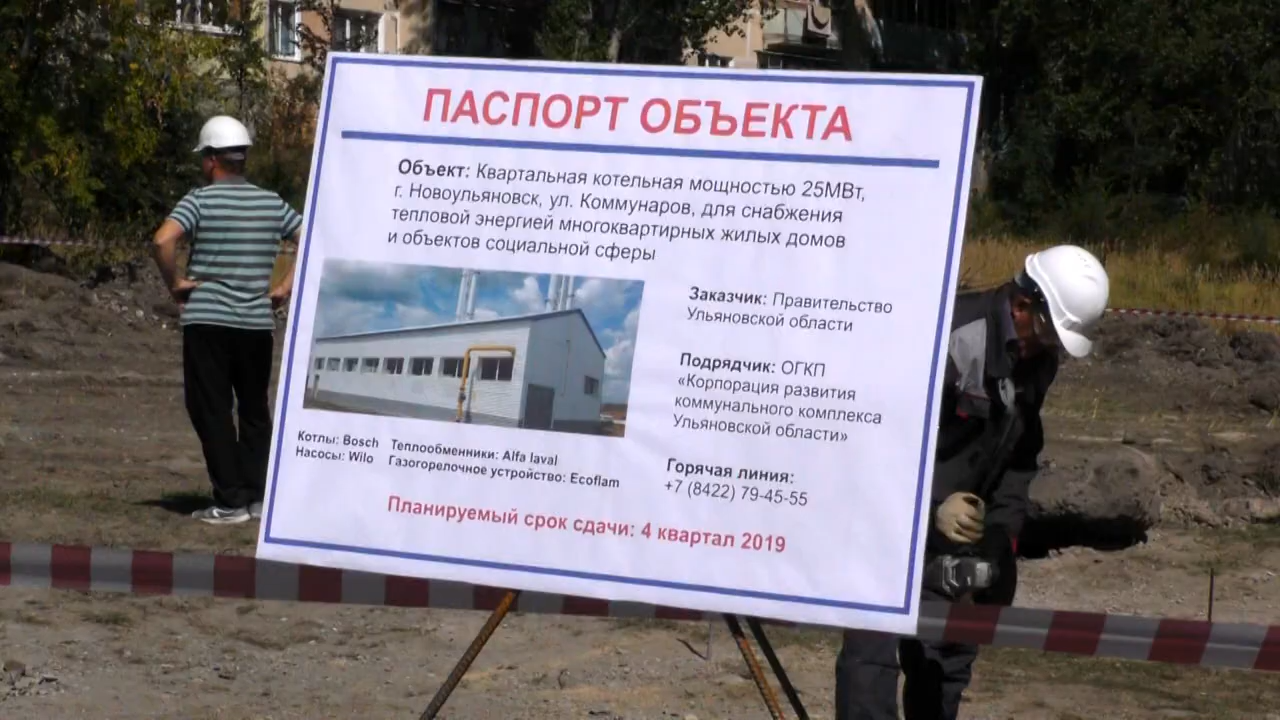 ПАСПОРТ ОБЪЕКТА
Объект: Квартальная котельная мощностью 25МВт,
г. Новоульяновск, ул. Коммунаров, для снабжения
тепловой энергией многоквартирных жилых домов
и объектов социальной сферы
Заказчик: Правительство
Ульяновской области
Подрядчик: ОГКП
«Корпорация развития
коммунального комплекса
Ульяновской области»
Горячая линия:
+7 (8422) 79-45-55
Котлы: Bosch Теплообменники: Alfa laval
Насосы: Wilo Газогорелочное устройство: Ecoflam
Планируемый срок сдачи: 4 квартал 2019